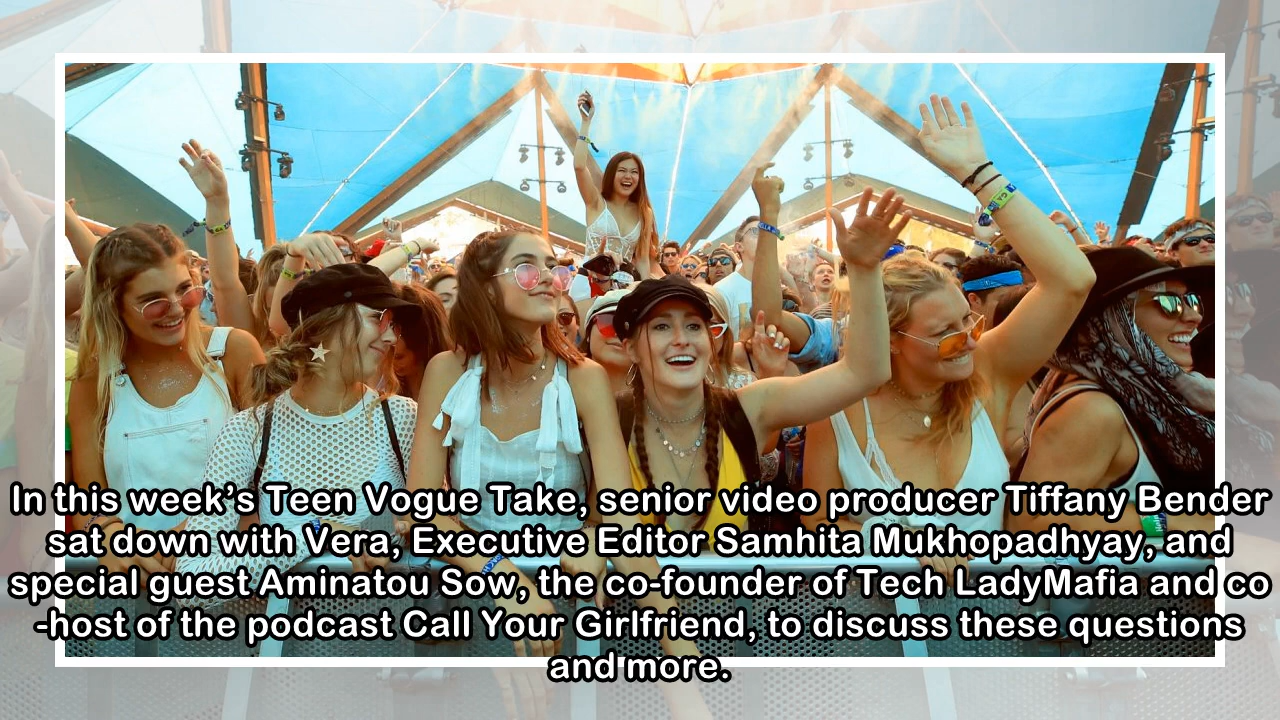 In this week’s Teen Vogue Take, senior video producer Tiffany Bender
sat down with Vera, Executive Editor Samhita Mukhopadhyay, and
special guest Aminatou Sow, the co-founder of Tech LadyMafia and co
-host of the podcast Call Your Girlfriend, to discuss these questions
and more.